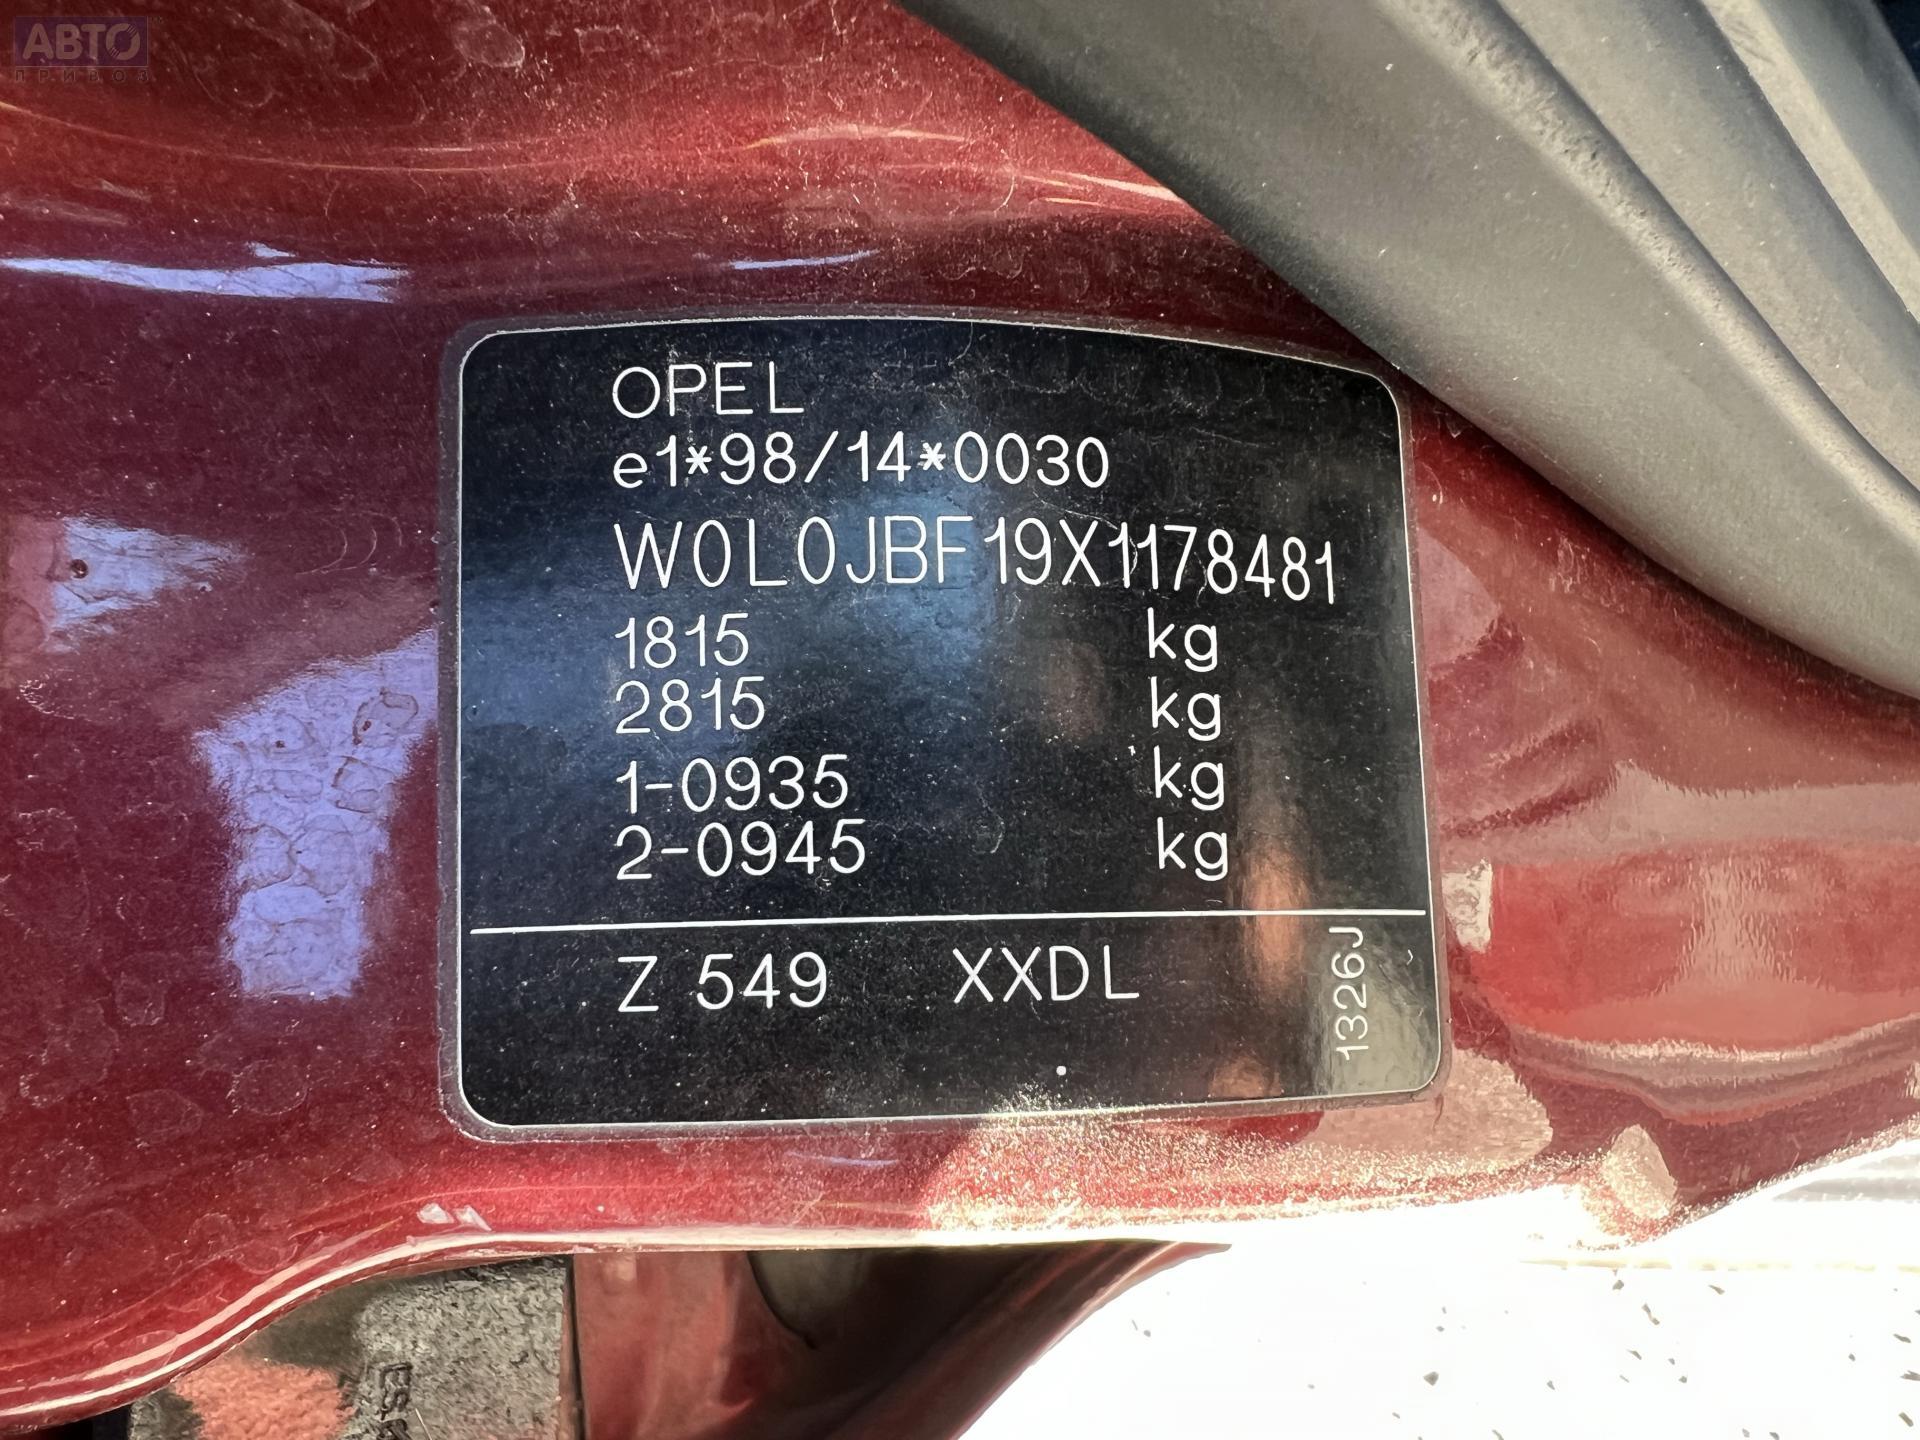 АВТО
ПРИВОЗ
OPEL
e1*98/14*0030
W0L0JBF19X1178481
1815 kg
2815 kg
1-0935 kg
2-0945 kg
Z 549 XXDL
1326J